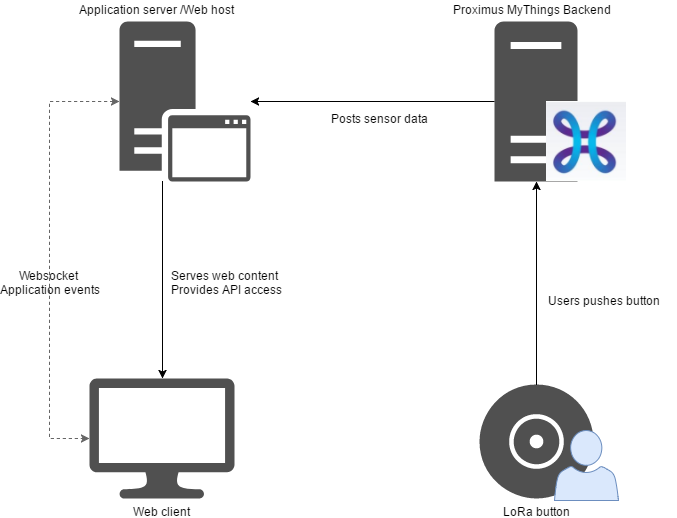 Application server /Web host
Proximus MyThings Backend
Posts sensor data
Websocket
Application events
Serves web content
Provides API access
Users pushes button
Web client
LoRa button